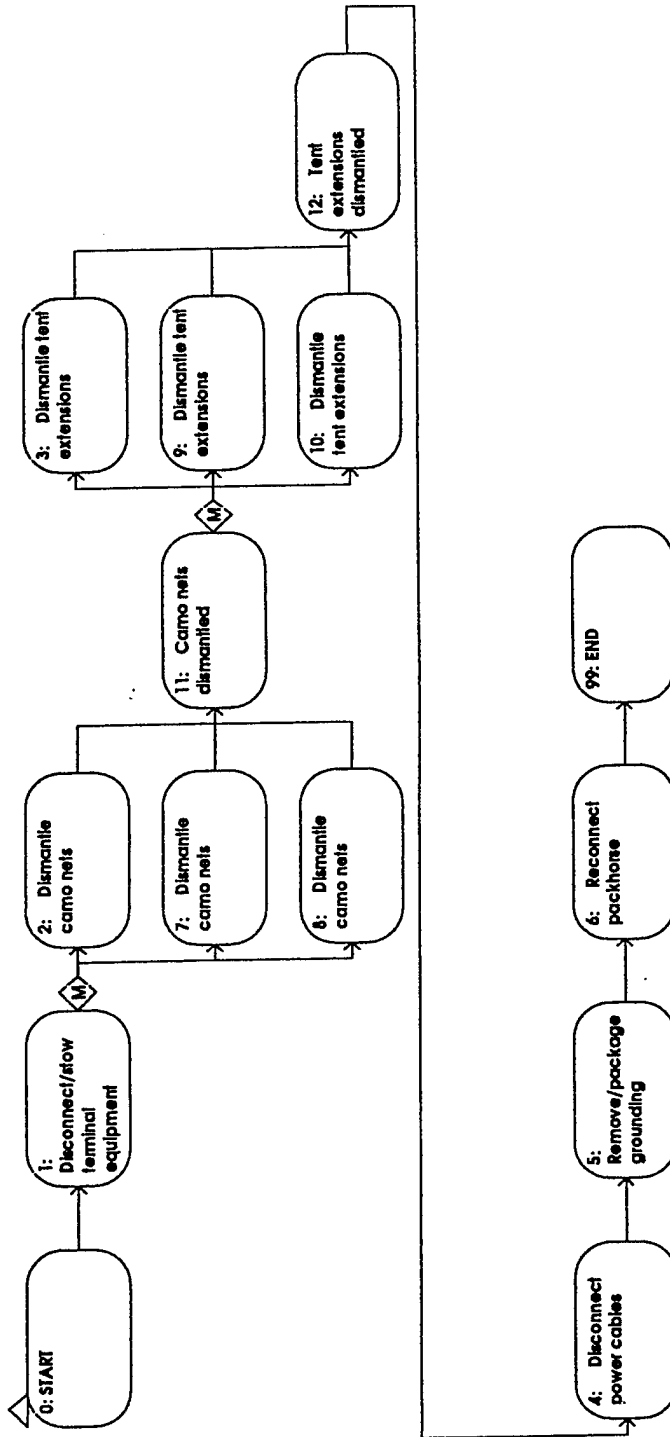 0: START
1:
Disconnect/stow
terminal
equipment
M
2: Dismantle
camo nets
7: Dismantle
camo nets
8: Dismantle
camo nets
11: Camo nets
dismantled
M
3: Dismantle tent
extensions
9: Dismantle tent
extensions
10: Dismantle
tent extensions
12: Tent
extensions
dismantled
4: Disconnect
power cables
5:
Remove/package
grounding
6: Reconnect
packhorse
99: END